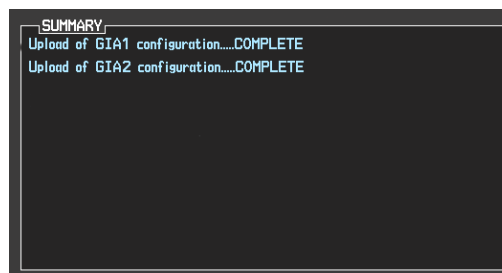 SUMMARY
Upload of GIA1 configuration.....COMPLETE
Upload of GIA2 configuration.....COMPLETE